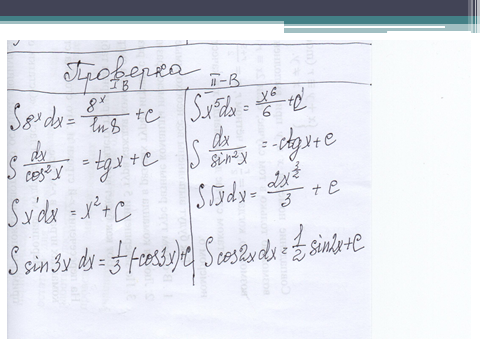 Проверка
I В
∫8ˣdx = 8ˣ/ln8 + C
∫dx/cos²x = tgx + C
∫x'dx = x² + C
∫sin3x dx = 1/3(-cos3x)+C
II-В
∫x⁵dx = x⁶/6 + C
∫dx/sin²x = -ctgx + C
∫√x dx = 2x^(3/2)/3 + C
∫cos2x dx = 1/2 sin2x + C